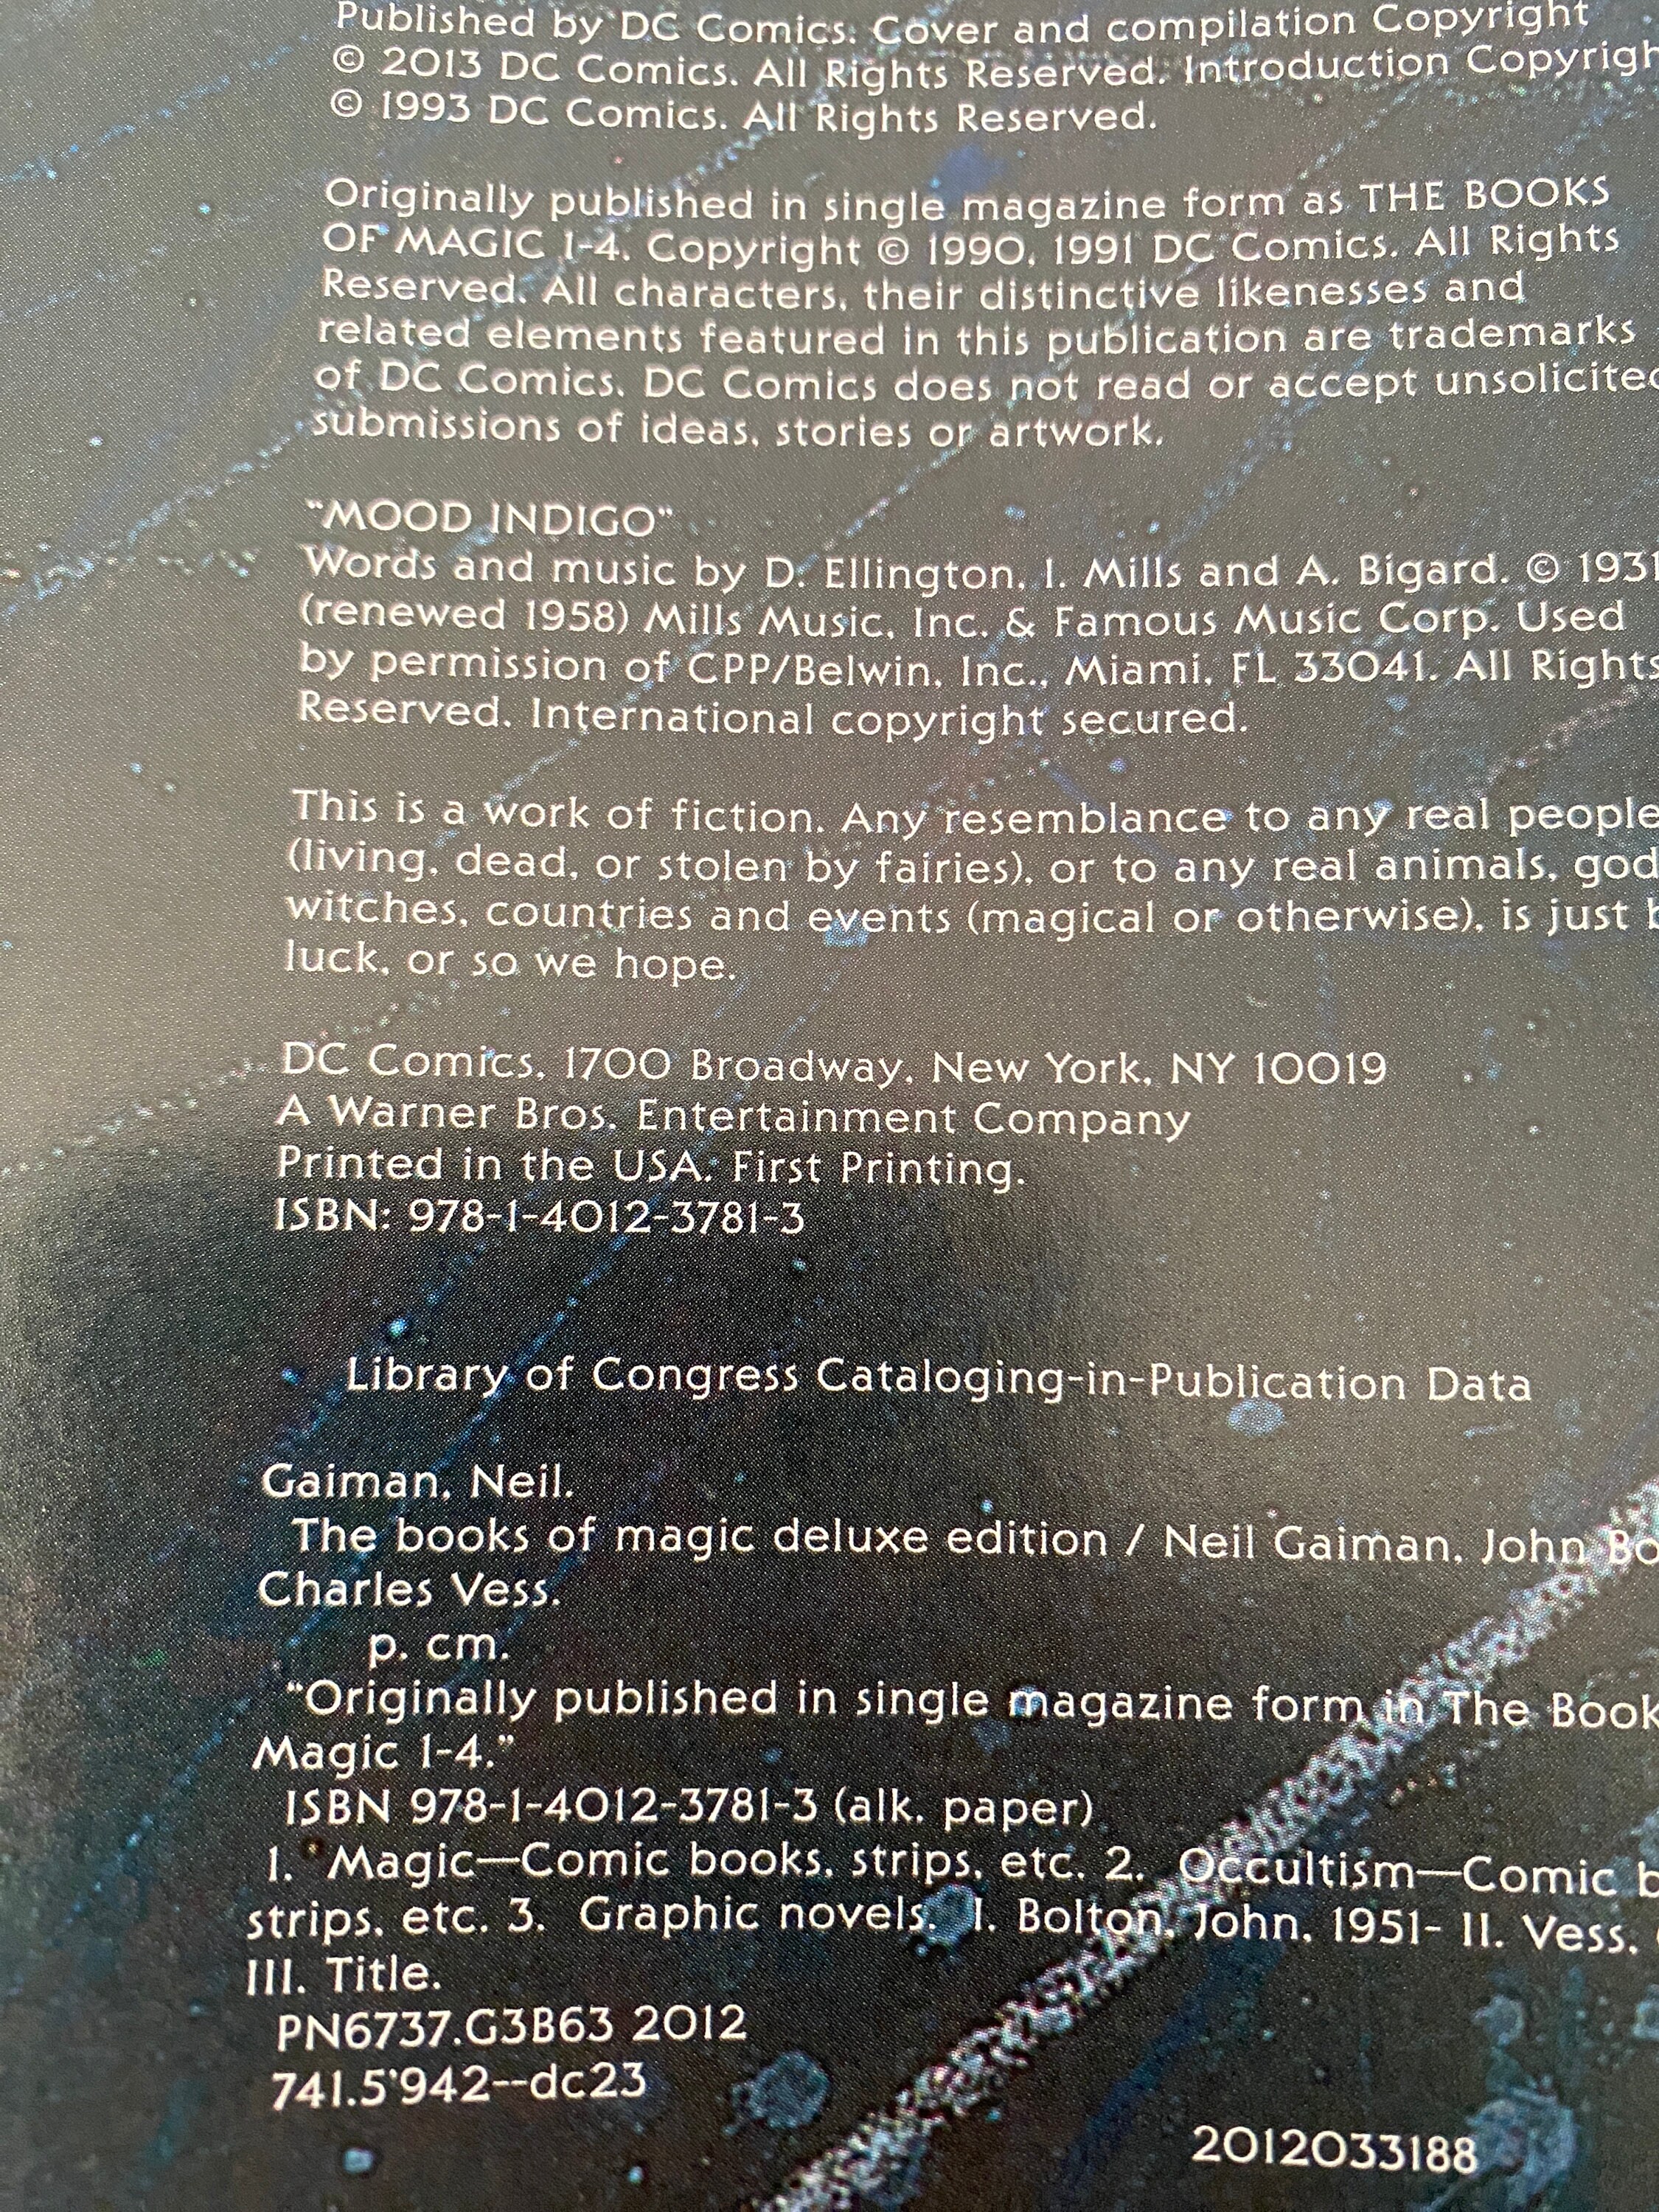 Published by DC Comics. Cover and compilation Copyright
© 2013 DC Comics. All Rights Reserved. Introduction Copyrigh
© 1993 DC Comics. All Rights Reserved.
Originally published in single magazine form as THE BOOKS
OF MAGIC 1-4. Copyright © 1990, 1991 DC Comics. All Rights
Reserved. All characters, their distinctive likenesses and
related elements featured in this publication are trademarks
of DC Comics. DC Comics does not read or accept unsolicited
submissions of ideas, stories or artwork.
"MOOD INDIGO"
Words and music by D. Ellington, I. Mills and A. Bigard. © 1931
(renewed 1958) Mills Music, Inc. & Famous Music Corp. Used
by permission of CPP/Belwin, Inc., Miami, FL 33041. All Rights
Reserved. International copyright secured.
This is a work of fiction. Any resemblance to any real people
(living, dead, or stolen by fairies), or to any real animals, god
witches, countries and events (magical or otherwise), is just b
luck, or so we hope.
DC Comics, 1700 Broadway, New York, NY 10019
A Warner Bros. Entertainment Company
Printed in the USA. First Printing.
ISBN: 978-1-4012-3781-3
Library of Congress Cataloging-in-Publication Data
Gaiman, Neil.
The books of magic deluxe edition / Neil Gaiman, John Bo
Charles Vess.
p. cm.
"Originally published in single magazine form in The Book
Magic 1-4."
ISBN 978-1-4012-3781-3 (alk. paper)
1. Magic—Comic books, strips, etc. 2. Occultism—Comic b
strips, etc. 3. Graphic novels. I. Bolton, John, 1951- II. Vess,
III. Title.
PN6737.G3B63 2012
741.5'942--dc23
2012033188